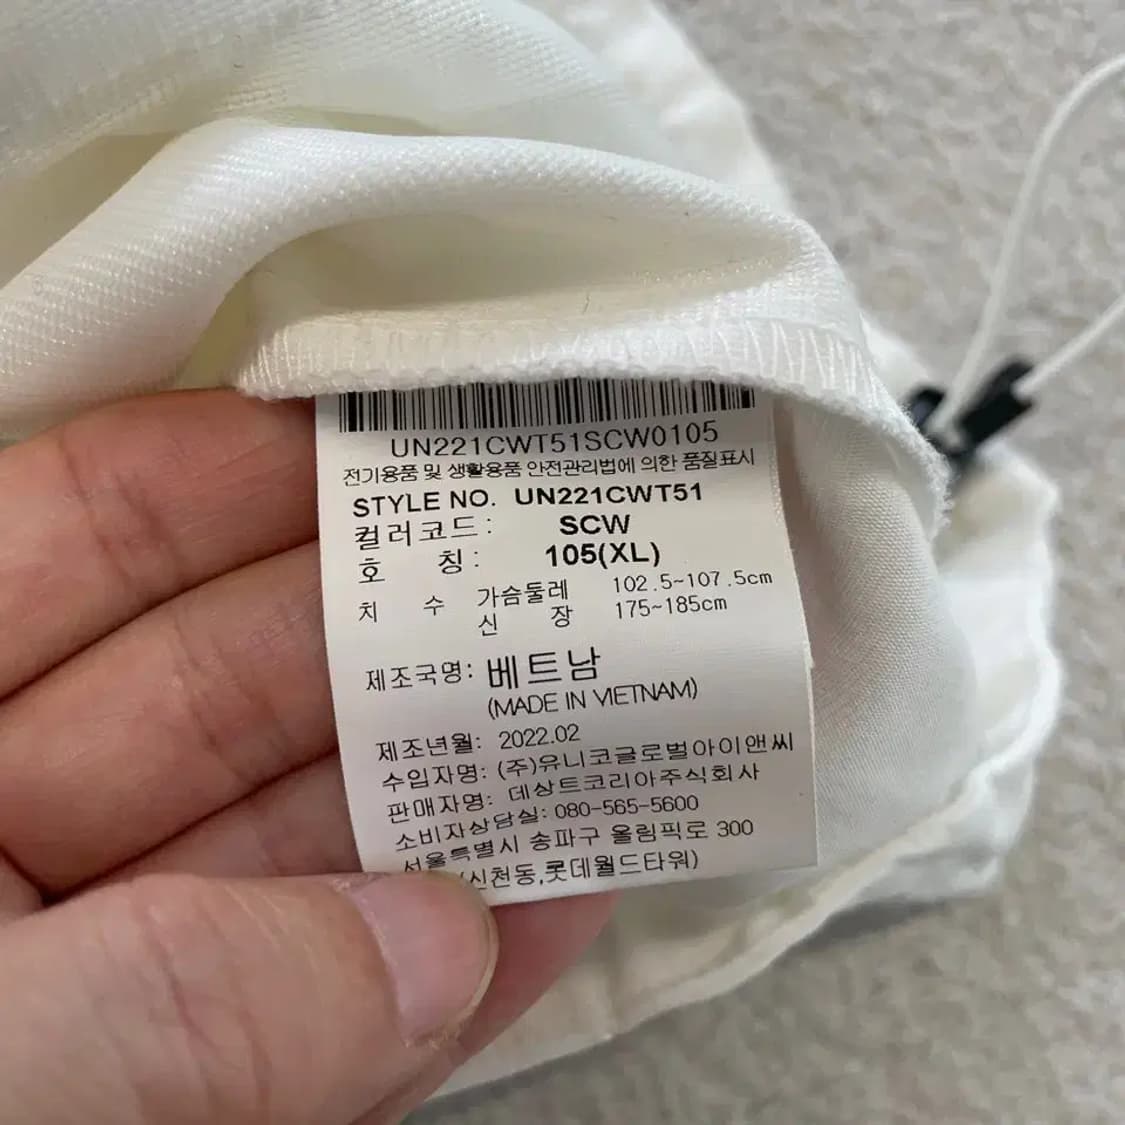 UN221CWT51SCW0105
전기용품 및 생활용품 안전관리법에 의한 품질표시
STYLE NO. UN221CWT51
컬러코드: SCW
호 칭: 105(XL)
치 수 가슴둘레 102.5~107.5cm
신 장 175~185cm
제조국명: 베트남
(MADE IN VIETNAM)
제조년월: 2022.02
수입자명: (주)유니코글로벌아이앤씨
판매자명: 데상트코리아주식회사
소비자상담실: 080-565-5600
서울특별시 송파구 올림픽로 300
(신천동,롯데월드타워)